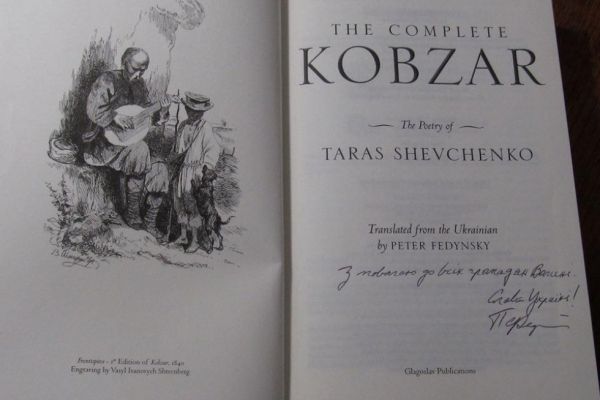 Frontispiece – 1st Edition of Kobzar, 1840
Engraving by Vasyl Ivanovych Shternberg
THE COMPLETE
KOBZAR
The Poetry of
TARAS SHEVCHENKO
Translated from the Ukrainian
by PETER FEDYNSKY
З повагою до всіх громадян
Слава Україні!
Glagoslav Publications